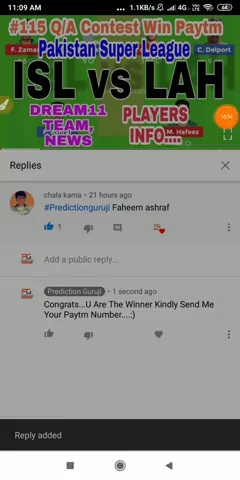 11:09 AM
1.1KB/s
4G
68
#115 Q/A Contest Win Paytm
F. Zaman
Pakistan Super League
C. Delport
ISL vs LAH
DREAM11
TEAM,
NEWS
PLAYERS
INFO....
M. Hafeez
Replies
chala karna • 21 hours ago
#Predictionguruji Faheem ashraf
1
Add a public reply...
Prediction Guruji • 1 second ago
Congrats...U Are The Winner Kindly Send Me
Your Paytm Number....:)
Reply added